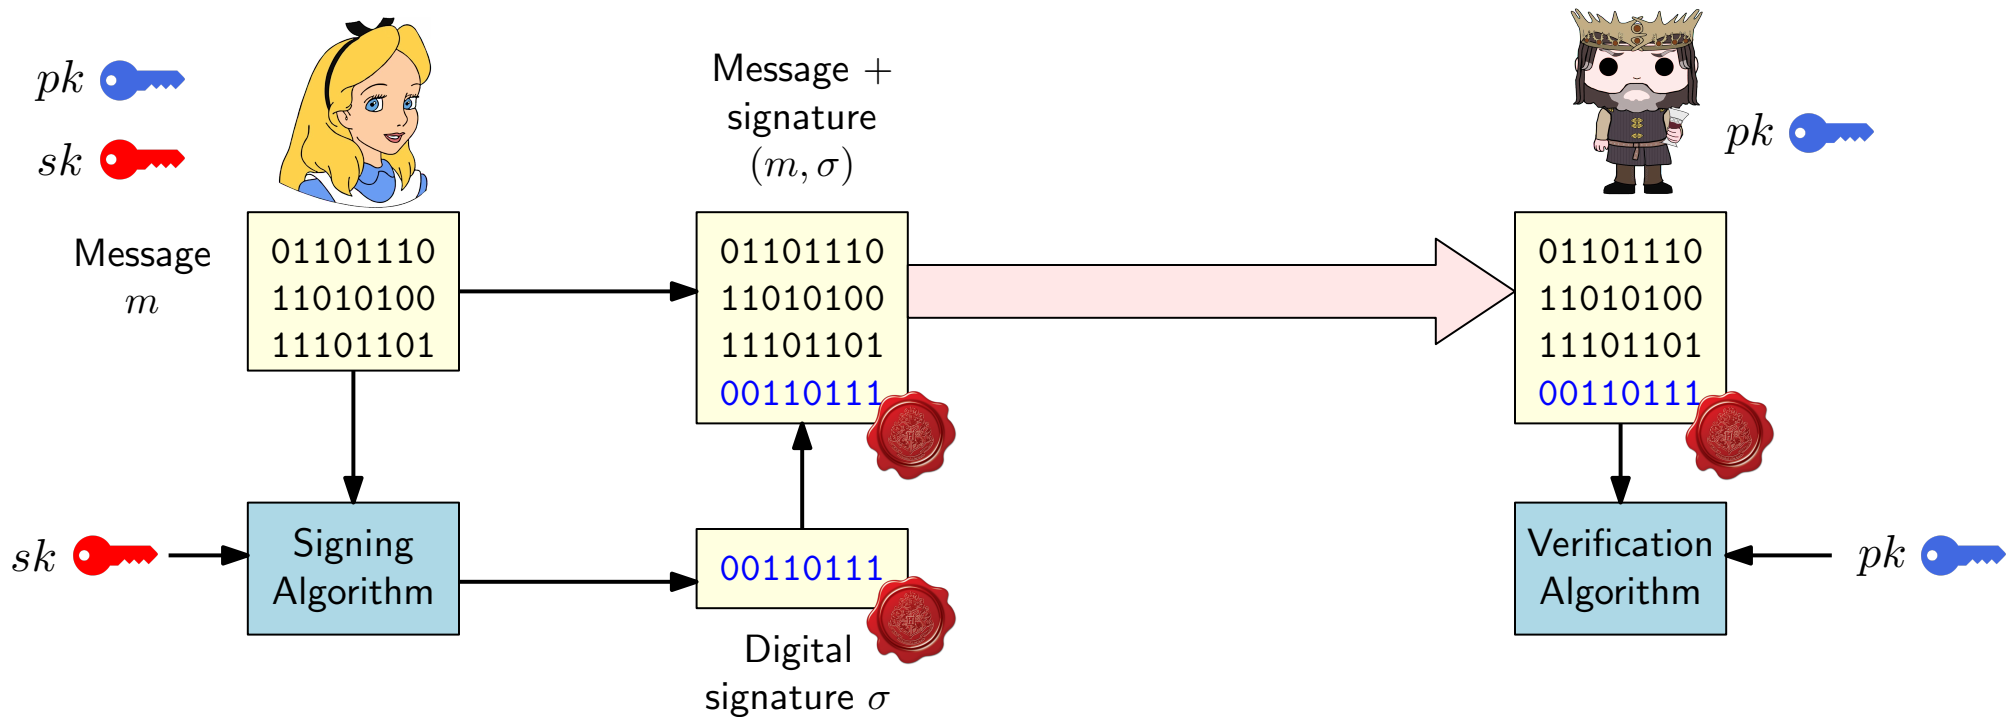 pk
sk
Message
m
01101110
11010100
11101101
sk
Signing
Algorithm
Message +
signature
(m, σ)
01101110
11010100
11101101
00110111
00110111
Digital
signature σ
pk
01101110
11010100
11101101
00110111
Verification
Algorithm
pk